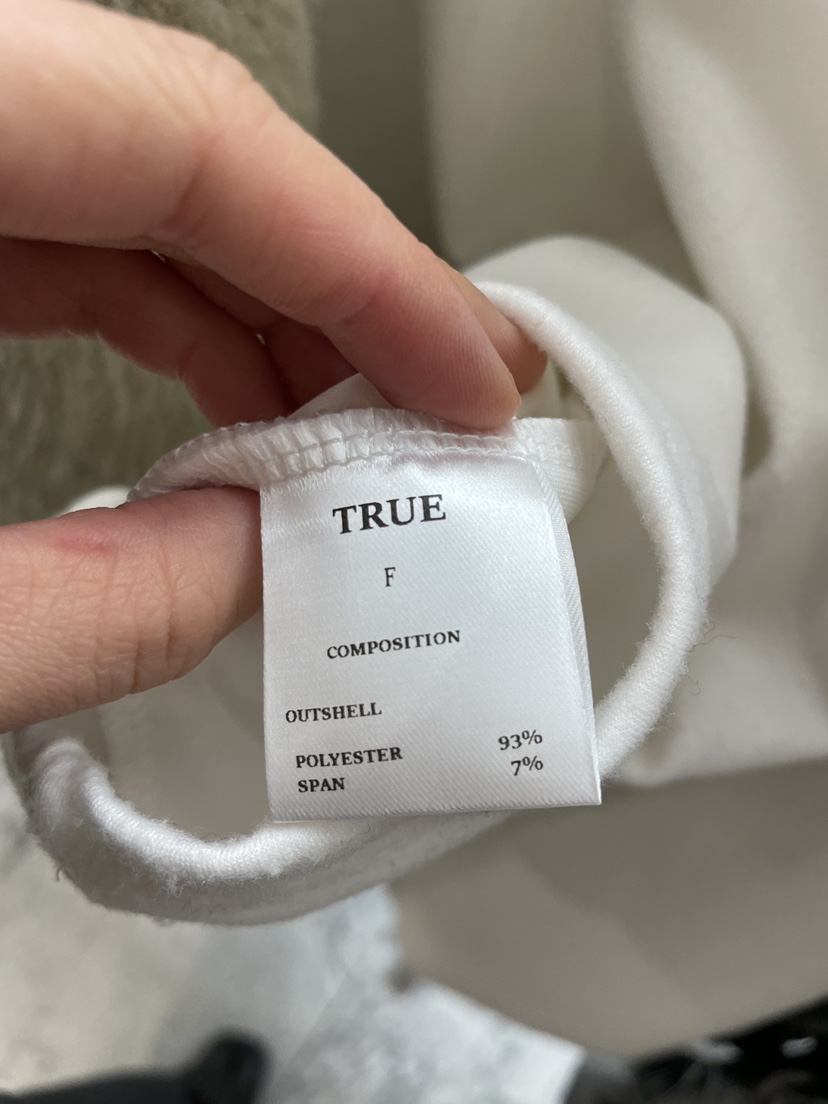 TRUE
F
COMPOSITION
OUTSHELL
POLYESTER 93%
SPAN 7%